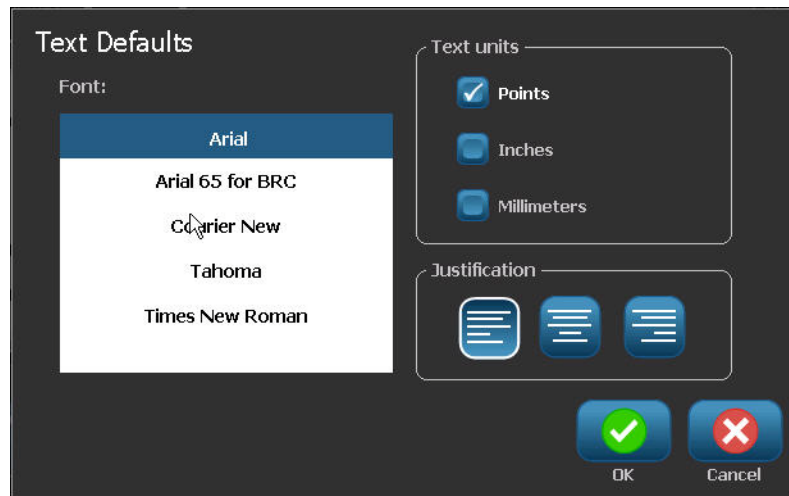 Text Defaults
Font:
Arial
Arial 65 for BRC
Courier New
Tahoma
Times New Roman
Text units
Points
Inches
Millimeters
Justification
OK
Cancel